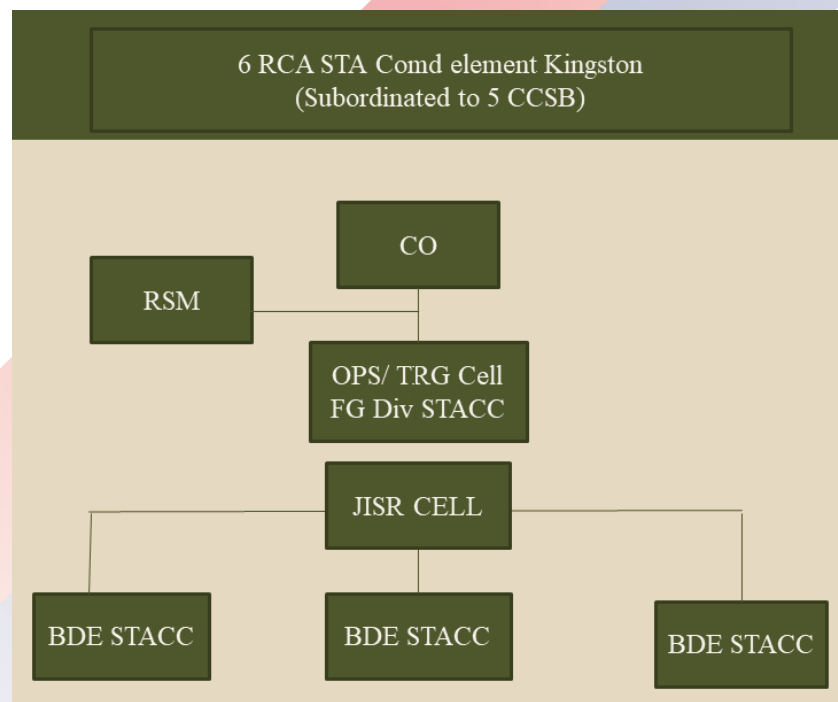 6 RCA STA Comd element Kingston
(Subordinated to 5 CCSB)
CO
RSM
OPS/ TRG Cell
FG Div STACC
JISR CELL
BDE STACC
BDE STACC
BDE STACC